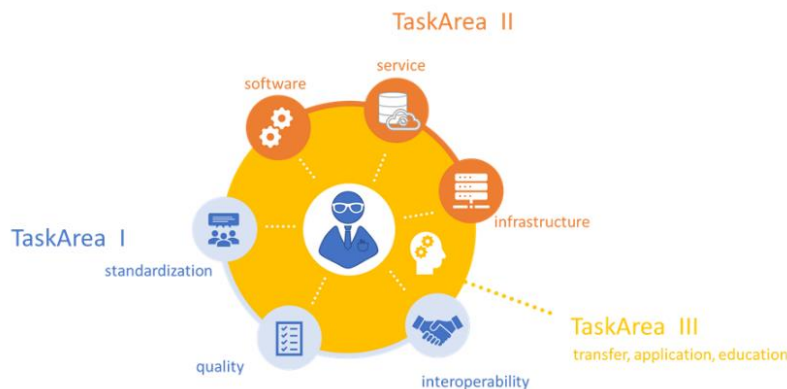 TaskArea II
service
software
infrastructure
TaskArea I
standardization
TaskArea III
transfer, application, education
quality
interoperability